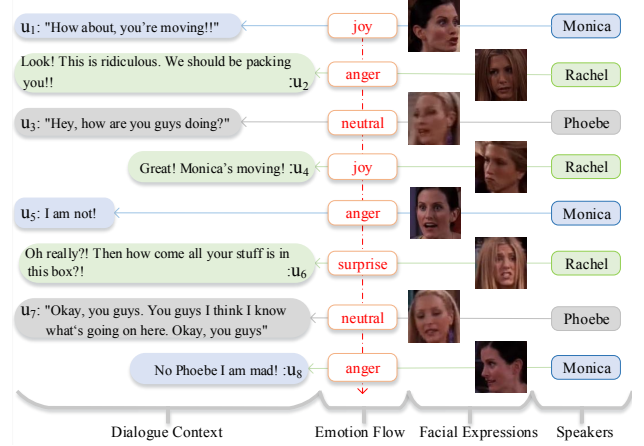 u1: "How about, you're moving!!"
joy
Monica
Look! This is ridiculous. We should be packing
you!! :u2
anger
Rachel
u3: "Hey, how are you guys doing?"
neutral
Phoebe
Great! Monica's moving! :u4
joy
Rachel
u5: I am not!
anger
Monica
Oh really?! Then how come all your stuff is in
this box?! :u6
surprise
Rachel
u7: "Okay, you guys. You guys I think I know
what's going on here. Okay, you guys"
neutral
Phoebe
No Phoebe I am mad! :u8
anger
Monica
Dialogue Context
Emotion Flow
Facial Expressions
Speakers